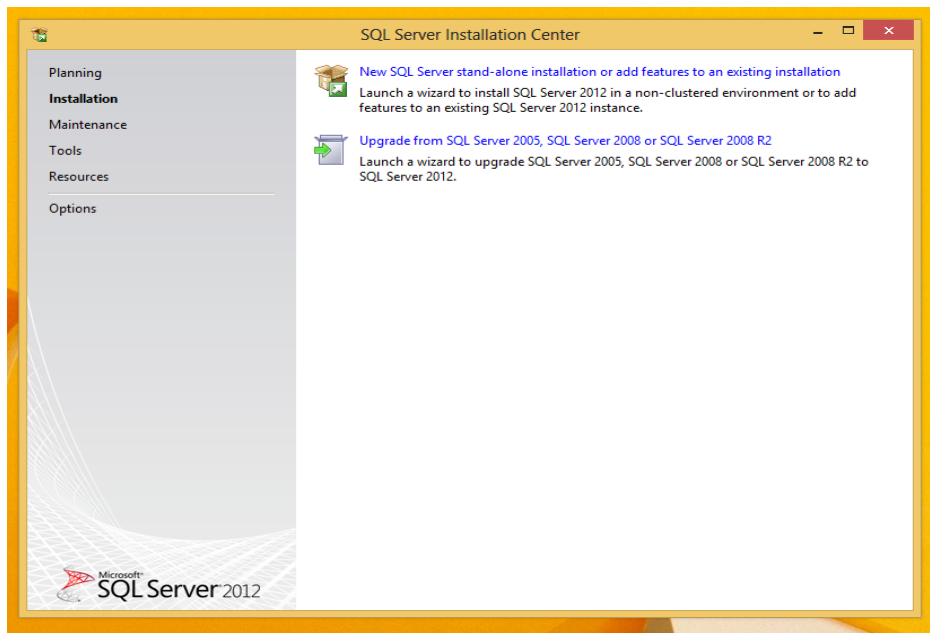 SQL Server Installation Center
Planning
Installation
Maintenance
Tools
Resources
Options
New SQL Server stand-alone installation or add features to an existing installation
Launch a wizard to install SQL Server 2012 in a non-clustered environment or to add
features to an existing SQL Server 2012 instance.
Upgrade from SQL Server 2005, SQL Server 2008 or SQL Server 2008 R2
Launch a wizard to upgrade SQL Server 2005, SQL Server 2008 or SQL Server 2008 R2 to
SQL Server 2012.
Microsoft
SQL Server 2012